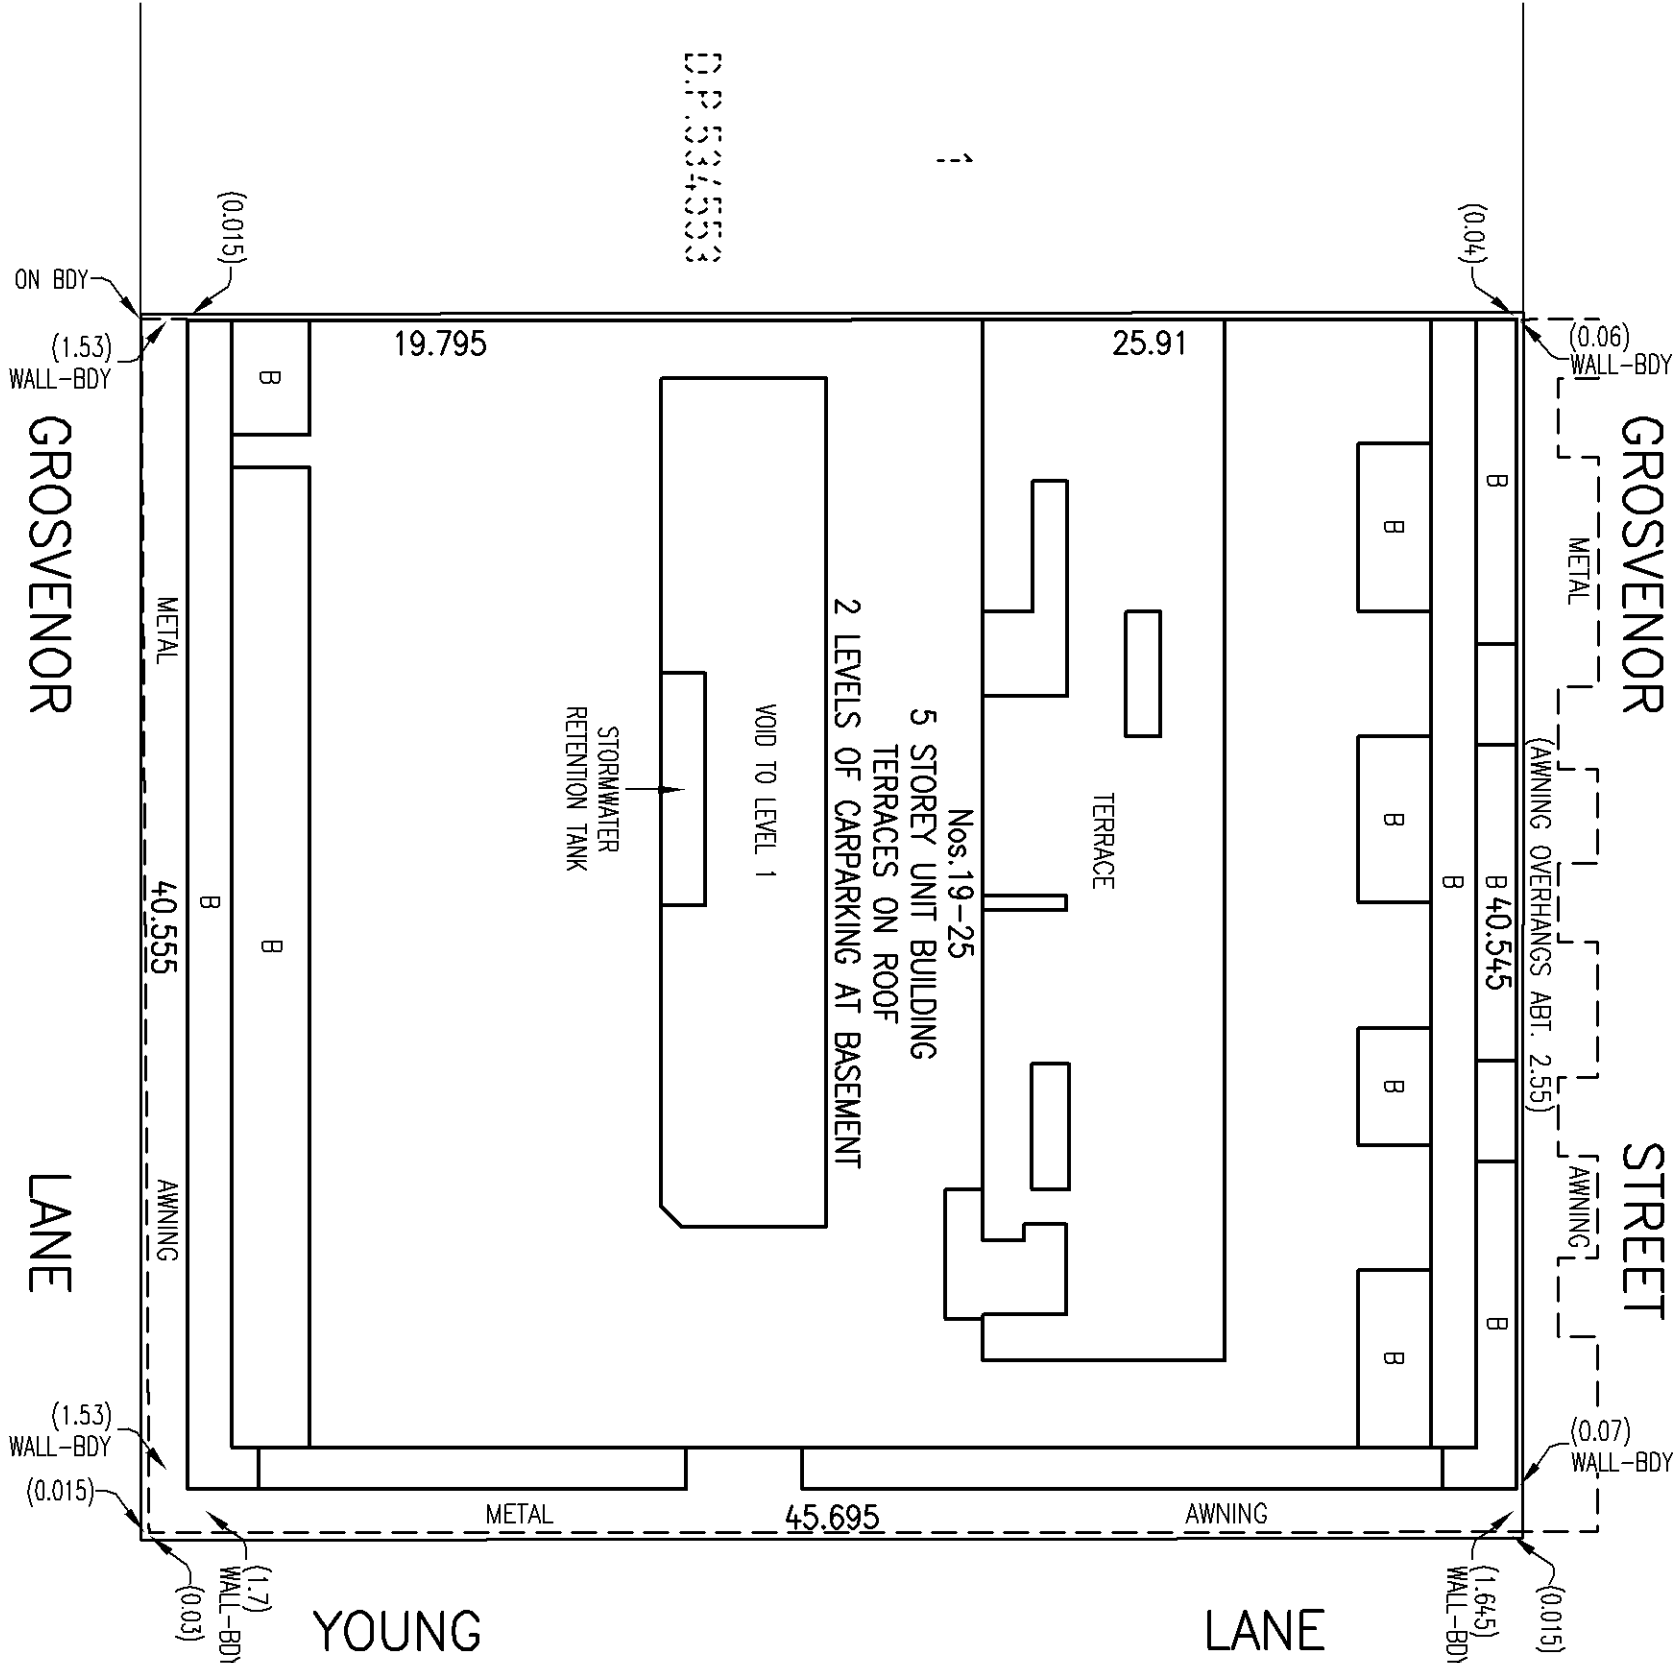 D.P.534553
1
(0.015)
(0.04)
ON BDY
(1.53)
WALL-BDY
19.795
25.91
(0.06)
WALL-BDY
GROSVENOR
LANE
GROSVENOR
STREET
METAL
AWNING
40.555
METAL
AWNING
(AWNING OVERHANGS ABT. 2.55)
40.545
B
B
B
B
B
B
B
B
B
B
B
TERRACE
Nos.19-25
5 STOREY UNIT BUILDING
TERRACES ON ROOF
2 LEVELS OF CARPARKING AT BASEMENT
VOID TO LEVEL 1
STORMWATER
RETENTION TANK
(1.53)
WALL-BDY
(0.015)
(0.07)
WALL-BDY
METAL
45.695
AWNING
(1.7)
WALL-BDY
(0.03)
(1.645)
WALL-BDY
(0.015)
YOUNG
LANE